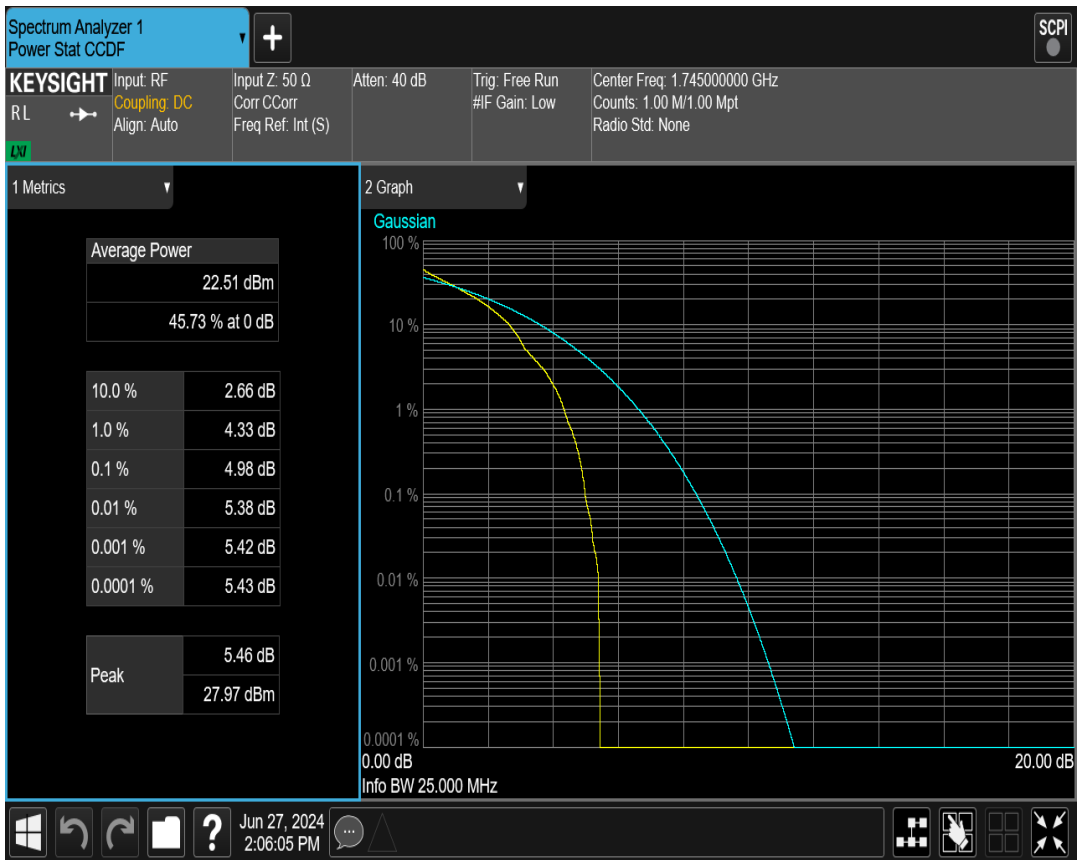 Spectrum Analyzer 1
Power Stat CCDF
+
SCPI
KEYSIGHT
RL
LXI
Input: RF
Coupling: DC
Align: Auto
Input Z: 50 Ω
Corr CCorr
Freq Ref: Int (S)
Atten: 40 dB
Trig: Free Run
#IF Gain: Low
Center Freq: 1.745000000 GHz
Counts: 1.00 M/1.00 Mpt
Radio Std: None
1 Metrics
Average Power
22.51 dBm
45.73 % at 0 dB
10.0 % 2.66 dB
1.0 % 4.33 dB
0.1 % 4.98 dB
0.01 % 5.38 dB
0.001 % 5.42 dB
0.0001 % 5.43 dB
Peak
5.46 dB
27.97 dBm
2 Graph
Gaussian
100 %
10 %
1 %
0.1 %
0.01 %
0.001 %
0.0001 %
0.00 dB
20.00 dB
Info BW 25.000 MHz
?
Jun 27, 2024
2:06:05 PM